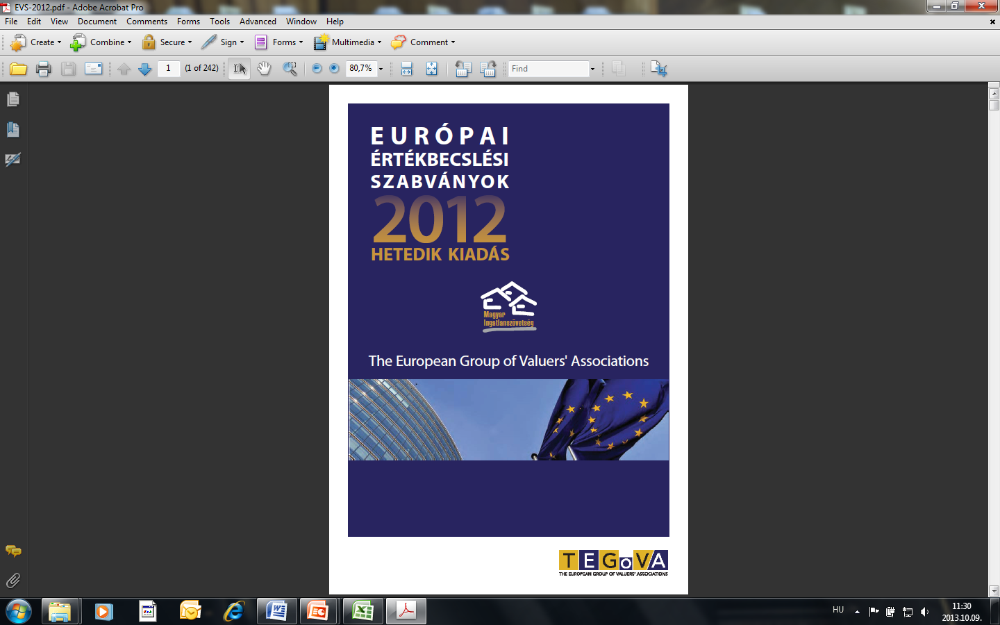 EVS-2012.pdf - Adobe Acrobat Pro
File Edit View Document Comments Forms Tools Advanced Window Help
Create Combine Secure Sign Forms Multimedia Comment
1 (1 of 242) 80,7% Find
EURÓPAI
ÉRTÉKBECSLÉSI
SZABVÁNYOK
2012
HETEDIK KIADÁS
Magyar
Ingatlanszövetség
The European Group of Valuers' Associations
TEGoVA
THE EUROPEAN GROUP OF VALUERS' ASSOCIATIONS
HU
11:30
2013.10.09.